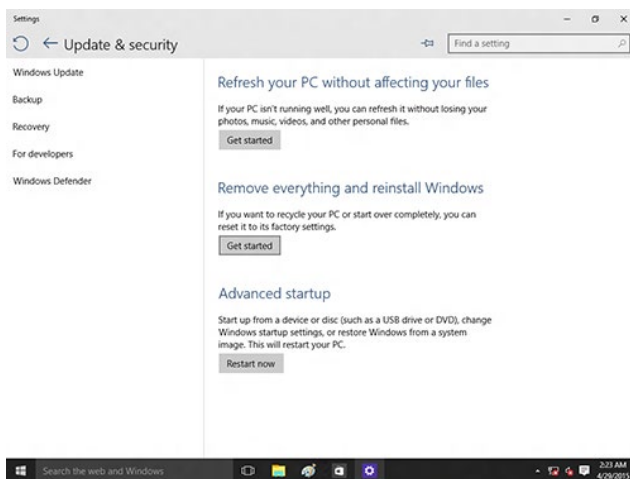 Settings
Update & security
Find a setting
Windows Update
Backup
Recovery
For developers
Windows Defender
Refresh your PC without affecting your files
If your PC isn't running well, you can refresh it without losing your
photos, music, videos, and other personal files.
Get started
Remove everything and reinstall Windows
If you want to recycle your PC or start over completely, you can
reset it to its factory settings.
Get started
Advanced startup
Start up from a device or disc (such as a USB drive or DVD), change
Windows startup settings, or restore Windows from a system
image. This will restart your PC.
Restart now
Search the web and Windows
2:23 AM
4/29/2015